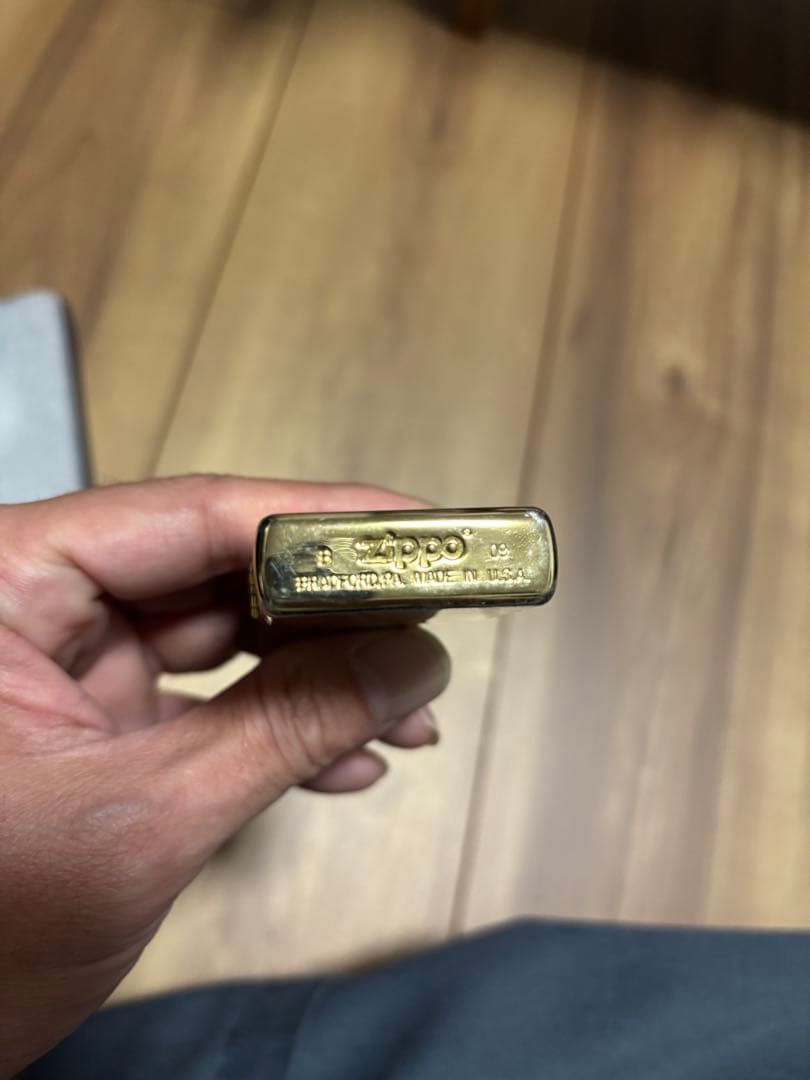 B Zippo® 09
BRADFORD, PA. MADE IN U.S.A.